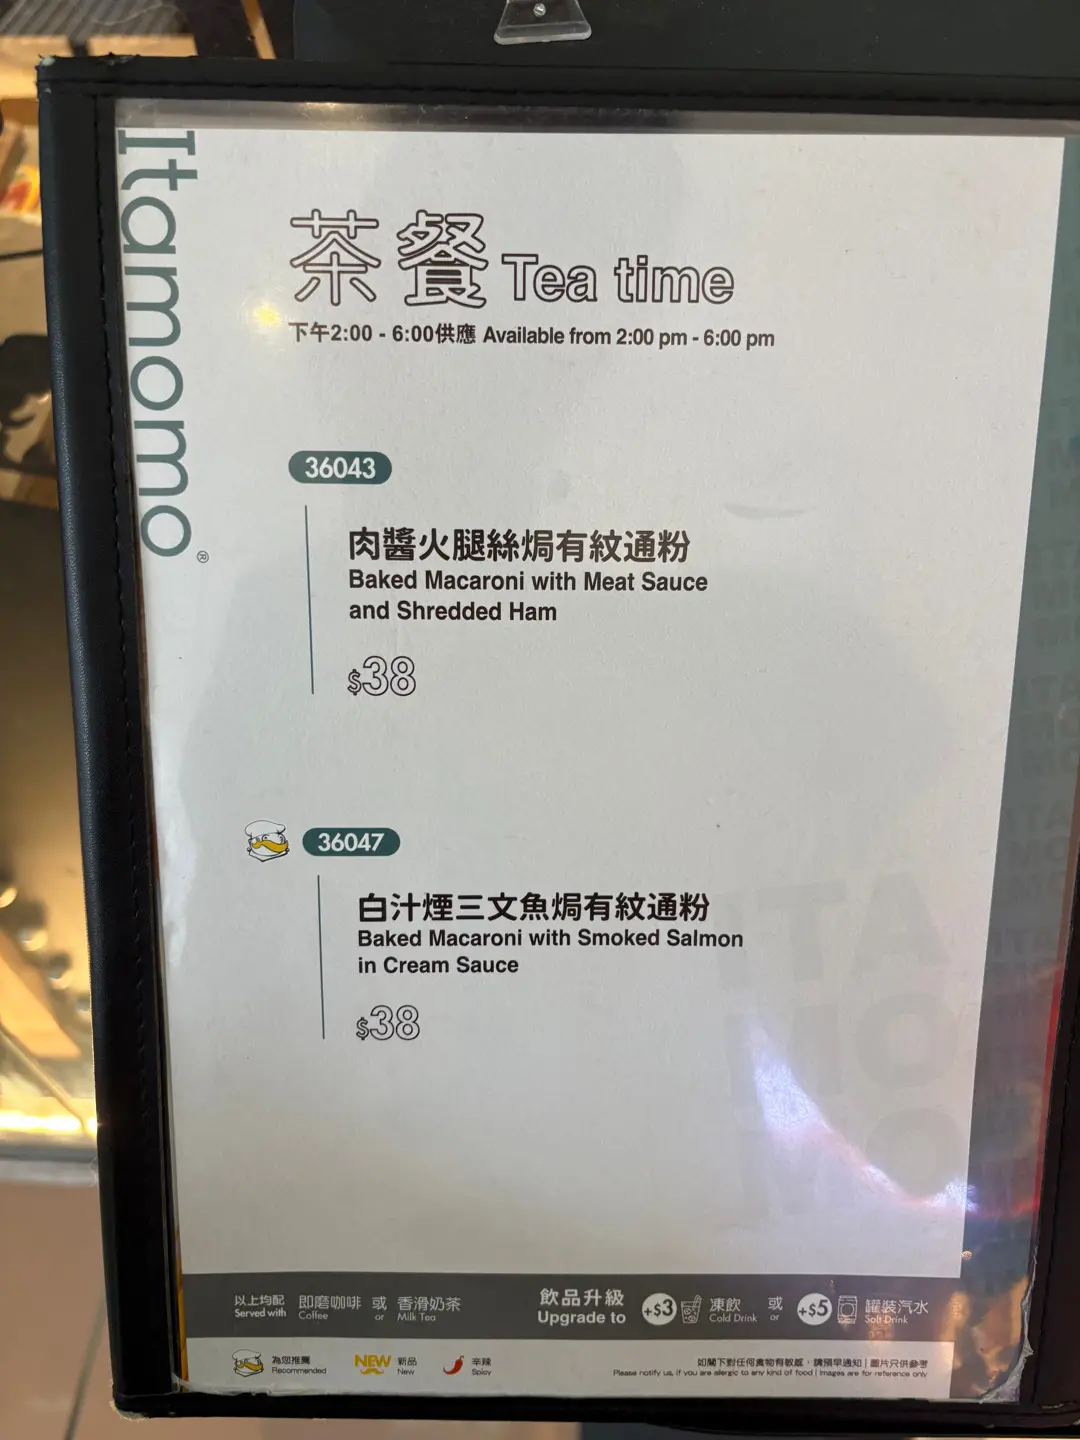 Itamomo®
茶餐 Tea time
下午2:00 - 6:00供應 Available from 2:00 pm - 6:00 pm
36043
肉醬火腿絲焗有紋通粉
Baked Macaroni with Meat Sauce
and Shredded Ham
$38
36047
白汁煙三文魚焗有紋通粉
Baked Macaroni with Smoked Salmon
in Cream Sauce
$38
以上均配 即磨咖啡 或 香滑奶茶 飲品升級 +$3 凍飲 或 +$5 罐裝汽水
Served with Coffee or Milk Tea Upgrade to Cold Drink or Soft Drink
為您推薦 NEW 新品 辛辣 如閣下對任何食物有敏感，請預早通知 | 圖片只供參考
Recommended New Spicy Please notify us, if you are alergic to any kind of food | Images are for reference only